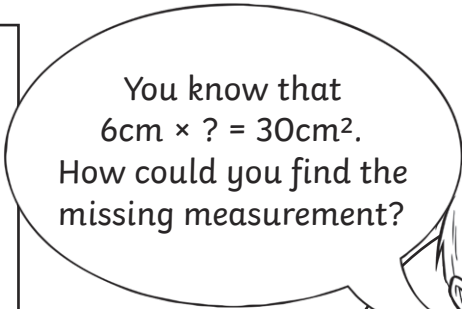 You know that
6cm × ? = 30cm².
How could you find the
missing measurement?